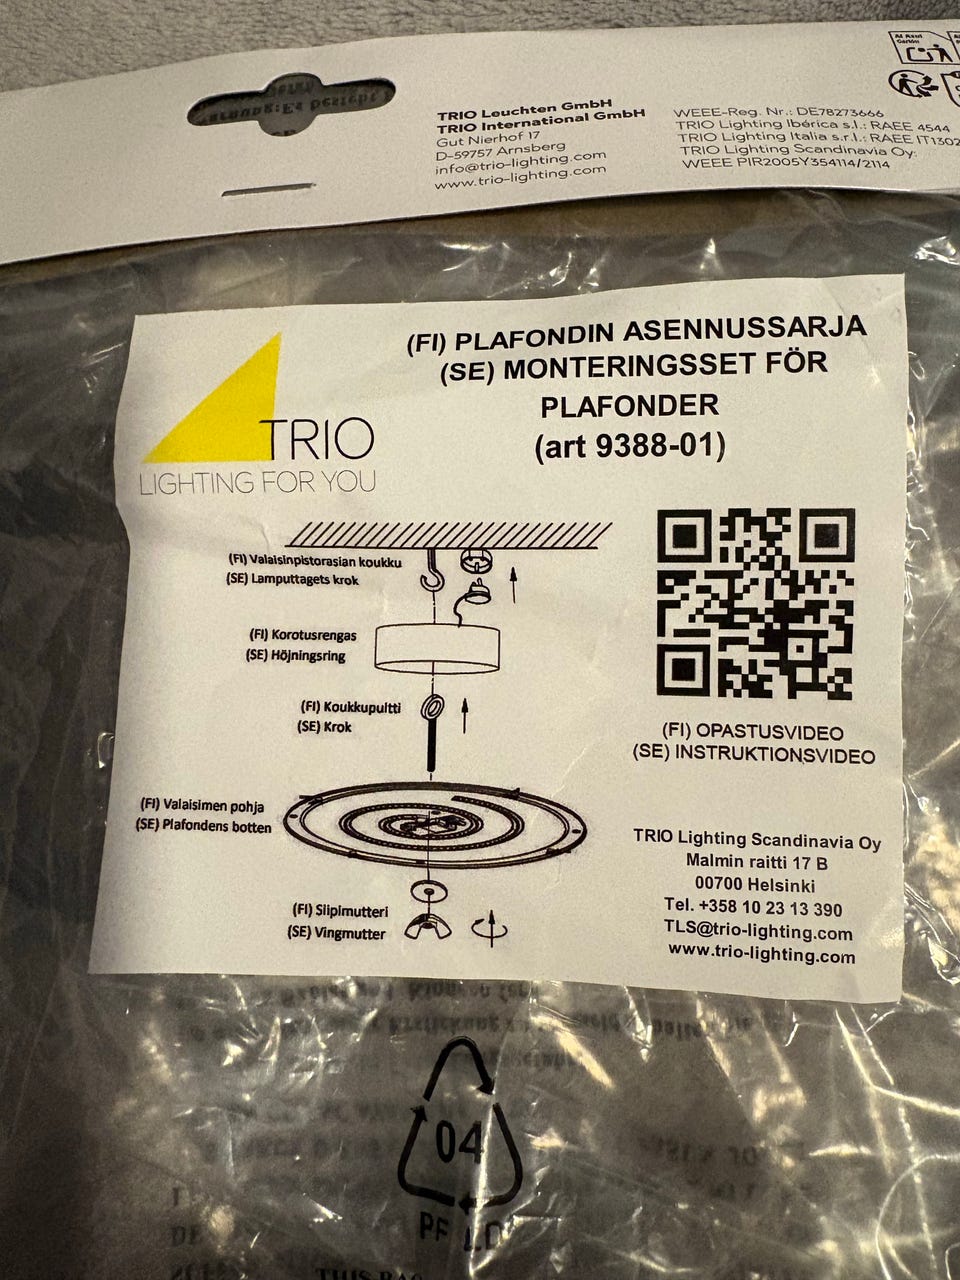 TRIO Leuchten GmbH
TRIO International GmbH
Gut Nierhof 17
D-59757 Arnsberg
info@trio-lighting.com
www.trio-lighting.com
WEEE-Reg. Nr.: DE78273666
TRIO Lighting Ibérica s.l.: RAEE 4544
TRIO Lighting Italia s.r.l.: RAEE IT1302
TRIO Lighting Scandinavia Oy:
WEEE PIR2005Y354114/2114
TRIO
LIGHTING FOR YOU
(FI) PLAFONDIN ASENNUSSARJA
(SE) MONTERINGSSET FÖR
PLAFONDER
(art 9388-01)
(FI) Valaisinpistorasian koukku
(SE) Lamputtagets krok
(FI) Korotusrengas
(SE) Höjningsring
(FI) Koukkupultti
(SE) Krok
(FI) Valaisimen pohja
(SE) Plafondens botten
(FI) Siipimutteri
(SE) Vingmutter
(FI) OPASTUSVIDEO
(SE) INSTRUKTIONSVIDEO
TRIO Lighting Scandinavia Oy
Malmin raitti 17 B
00700 Helsinki
Tel. +358 10 23 13 390
TLS@trio-lighting.com
www.trio-lighting.com
04
THIS BAG